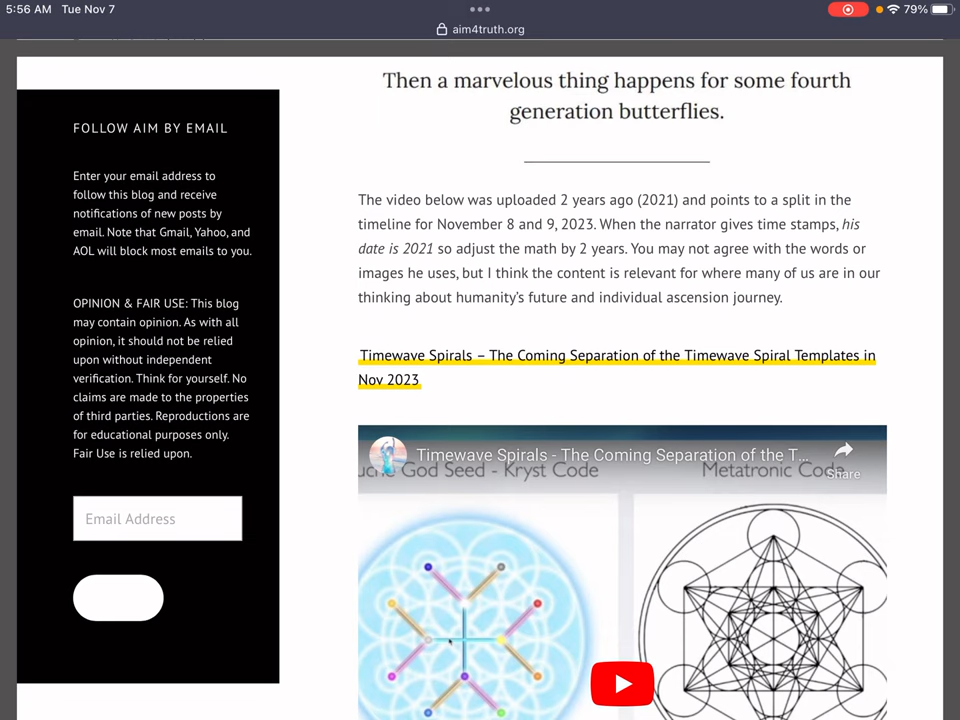 5:56 AM Tue Nov 7
79%
aim4truth.org
Then a marvelous thing happens for some fourth
generation butterflies.
FOLLOW AIM BY EMAIL
Enter your email address to
follow this blog and receive
notifications of new posts by
email. Note that Gmail, Yahoo, and
AOL will block most emails to you.
OPINION & FAIR USE: This blog
may contain opinion. As with all
opinion, it should not be relied
upon without independent
verification. Think for yourself. No
claims are made to the properties
of third parties. Reproductions are
for educational purposes only.
Fair Use is relied upon.
Email Address
The video below was uploaded 2 years ago (2021) and points to a split in the
timeline for November 8 and 9, 2023. When the narrator gives time stamps, his
date is 2021 so adjust the math by 2 years. You may not agree with the words or
images he uses, but I think the content is relevant for where many of us are in our
thinking about humanity's future and individual ascension journey.
Timewave Spirals – The Coming Separation of the Timewave Spiral Templates in
Nov 2023
Timewave Spirals - The Coming Separation of the T...
Share
God Seed - Kryst Code
Metatronic Code